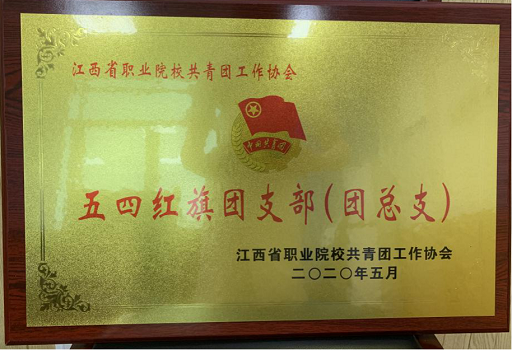 江西省职业院校共青团工作协会
中国共青团
五四红旗团支部(团总支)
江西省职业院校共青团工作协会
二〇二〇年五月